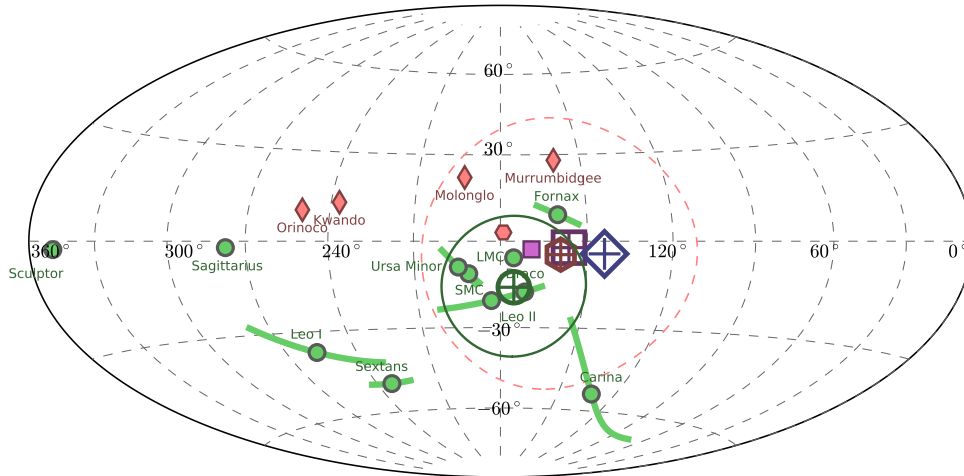 60°
30°
Murrumbidgee
Molonglo
Fornax
Kwando
Orinoco
360°
300°
240°
120°
60°
0°
Sculptor
Sagittarius
Ursa Minor
LMC
Draco
SMC
Leo II
−30°
Leo I
Sextans
Carina
−60°